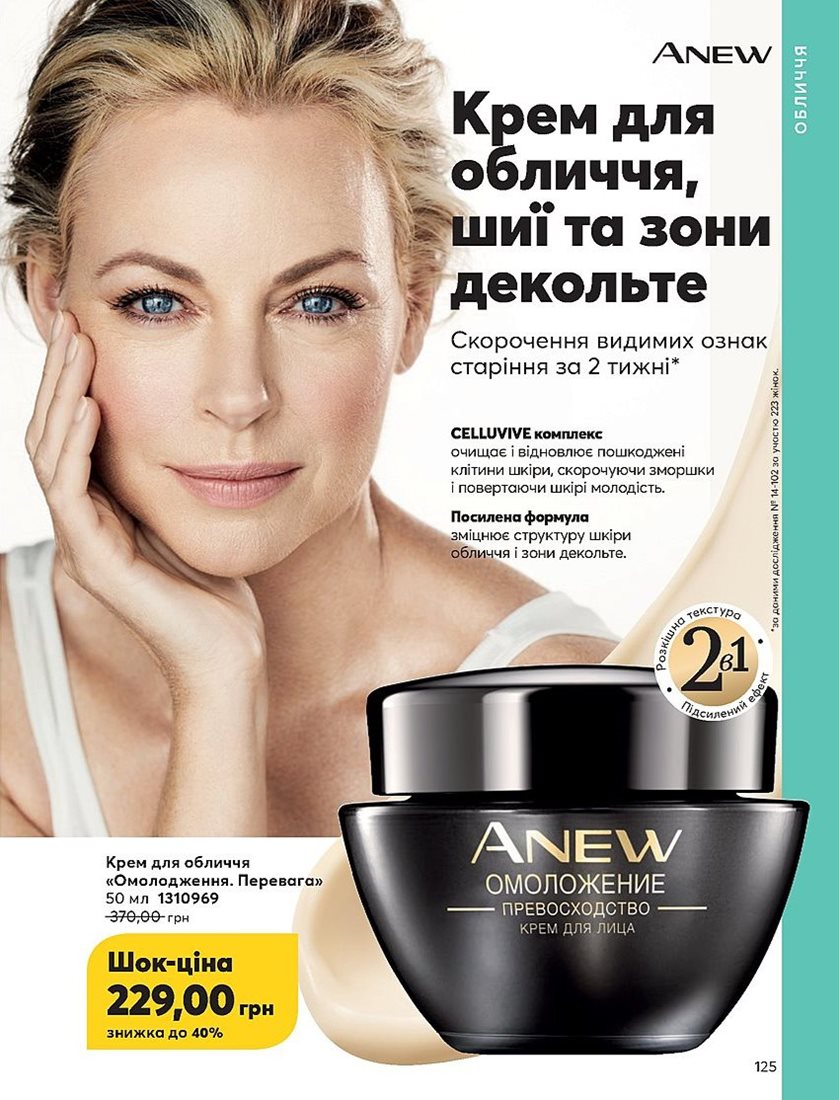 ANEW
ОБЛИЧЧЯ
Крем для
обличчя,
шиї та зони
декольте
Скорочення видимих ознак
старіння за 2 тижні*
CELLUVIVE комплекс
очищає і відновлює пошкоджені
клітини шкіри, скорочуючи зморшки
і повертаючи шкірі молодість.
Посилена формула
зміцнює структуру шкіри
обличчя і зони декольте.
*за даними дослідження № 14-102 за участю 223 жінок.
Розкішна текстура
2в1
Підсилений ефект
ANEW
ОМОЛОЖЕНИЕ
ПРЕВОСХОДСТВО
КРЕМ ДЛЯ ЛИЦА
Крем для обличчя
«Омолодження. Перевага»
50 мл 1310969
370,00 грн
Шок-ціна
229,00 грн
знижка до 40%
125